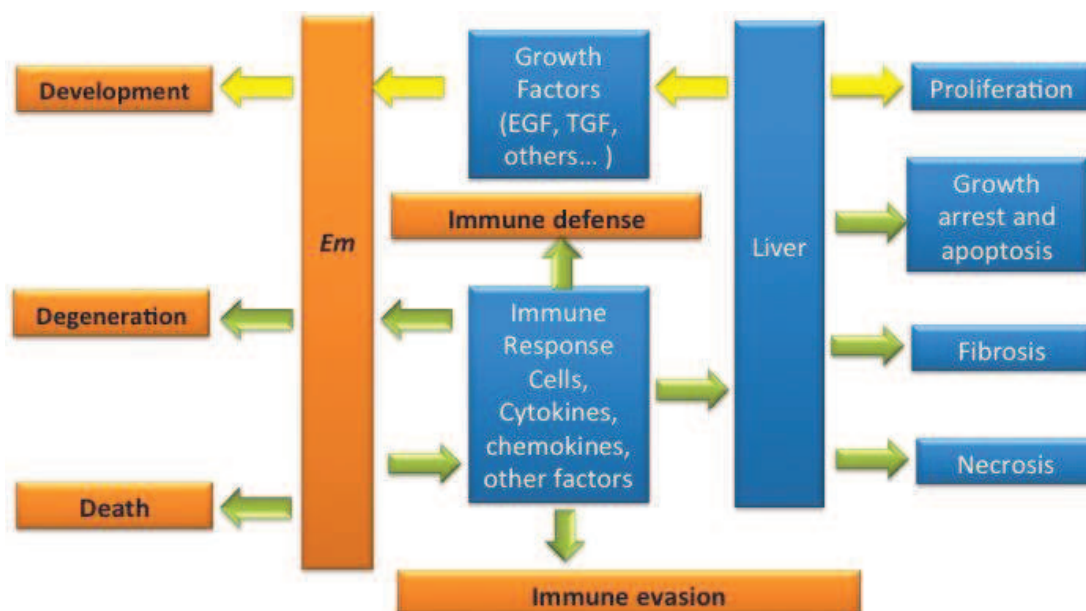 Development
Degeneration
Death
Em
Growth
Factors
(EGF, TGF,
others... )
Immune defense
Immune
Response
Cells,
Cytokines,
chemokines,
other factors
Immune evasion
Liver
Proliferation
Growth
arrest and
apoptosis
Fibrosis
Necrosis